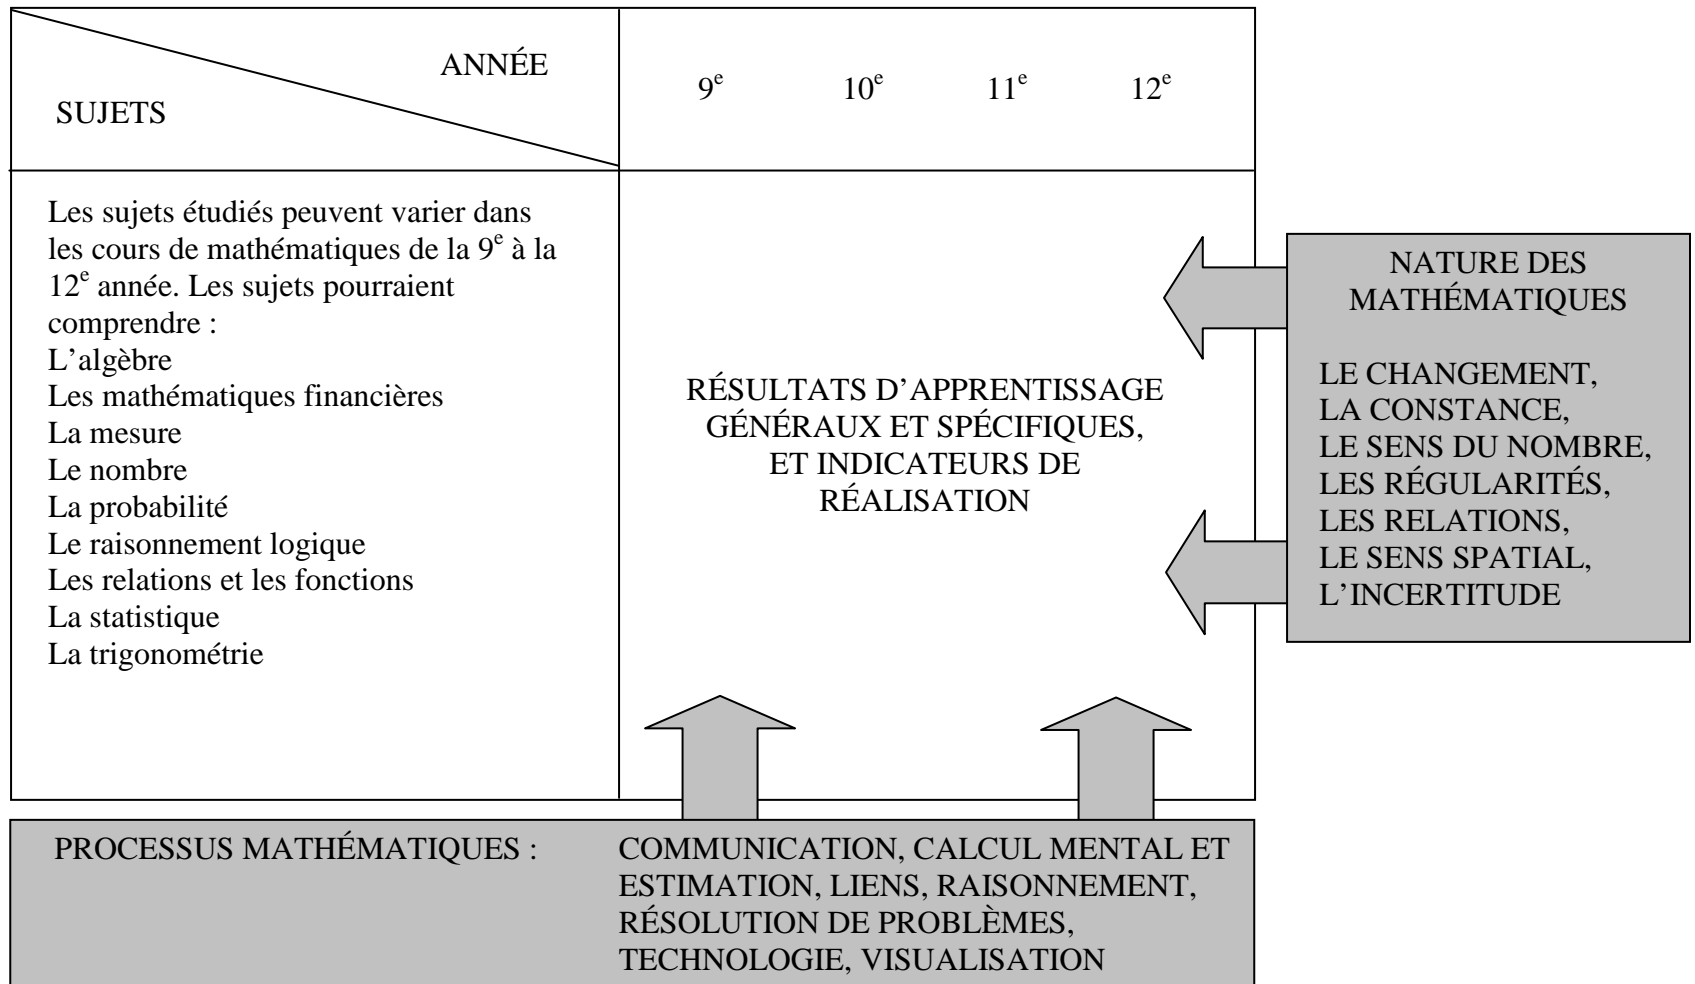 ANNÉE
SUJETS
9e 10e 11e 12e
Les sujets étudiés peuvent varier dans
les cours de mathématiques de la 9e à la
12e année. Les sujets pourraient
comprendre :
L’algèbre
Les mathématiques financières
La mesure
Le nombre
La probabilité
Le raisonnement logique
Les relations et les fonctions
La statistique
La trigonométrie
RÉSULTATS D’APPRENTISSAGE
GÉNÉRAUX ET SPÉCIFIQUES,
ET INDICATEURS DE
RÉALISATION
NATURE DES
MATHÉMATIQUES
LE CHANGEMENT,
LA CONSTANCE,
LE SENS DU NOMBRE,
LES RÉGULARITÉS,
LES RELATIONS,
LE SENS SPATIAL,
L’INCERTITUDE
PROCESSUS MATHÉMATIQUES : COMMUNICATION, CALCUL MENTAL ET
ESTIMATION, LIENS, RAISONNEMENT,
RÉSOLUTION DE PROBLÈMES,
TECHNOLOGIE, VISUALISATION